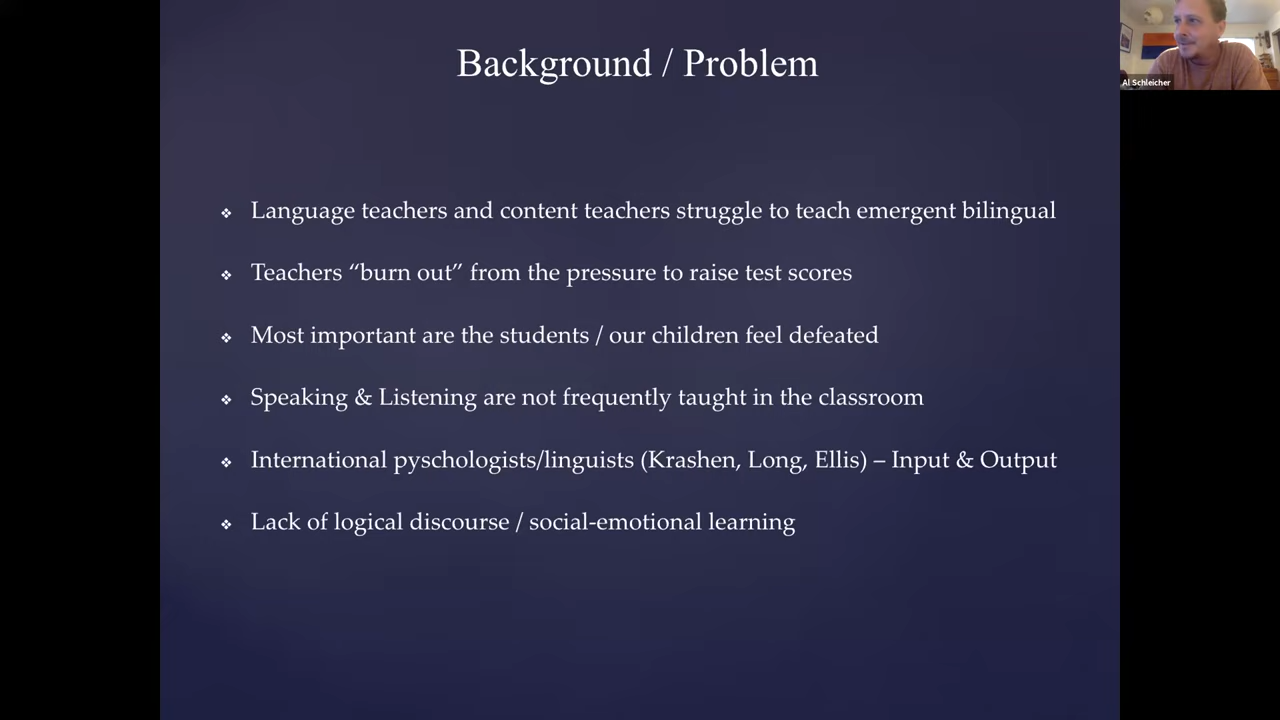 Background / Problem
Al Schleicher
Language teachers and content teachers struggle to teach emergent bilingual
Teachers “burn out” from the pressure to raise test scores
Most important are the students / our children feel defeated
Speaking & Listening are not frequently taught in the classroom
International pyschologists/linguists (Krashen, Long, Ellis) – Input & Output
Lack of logical discourse / social-emotional learning